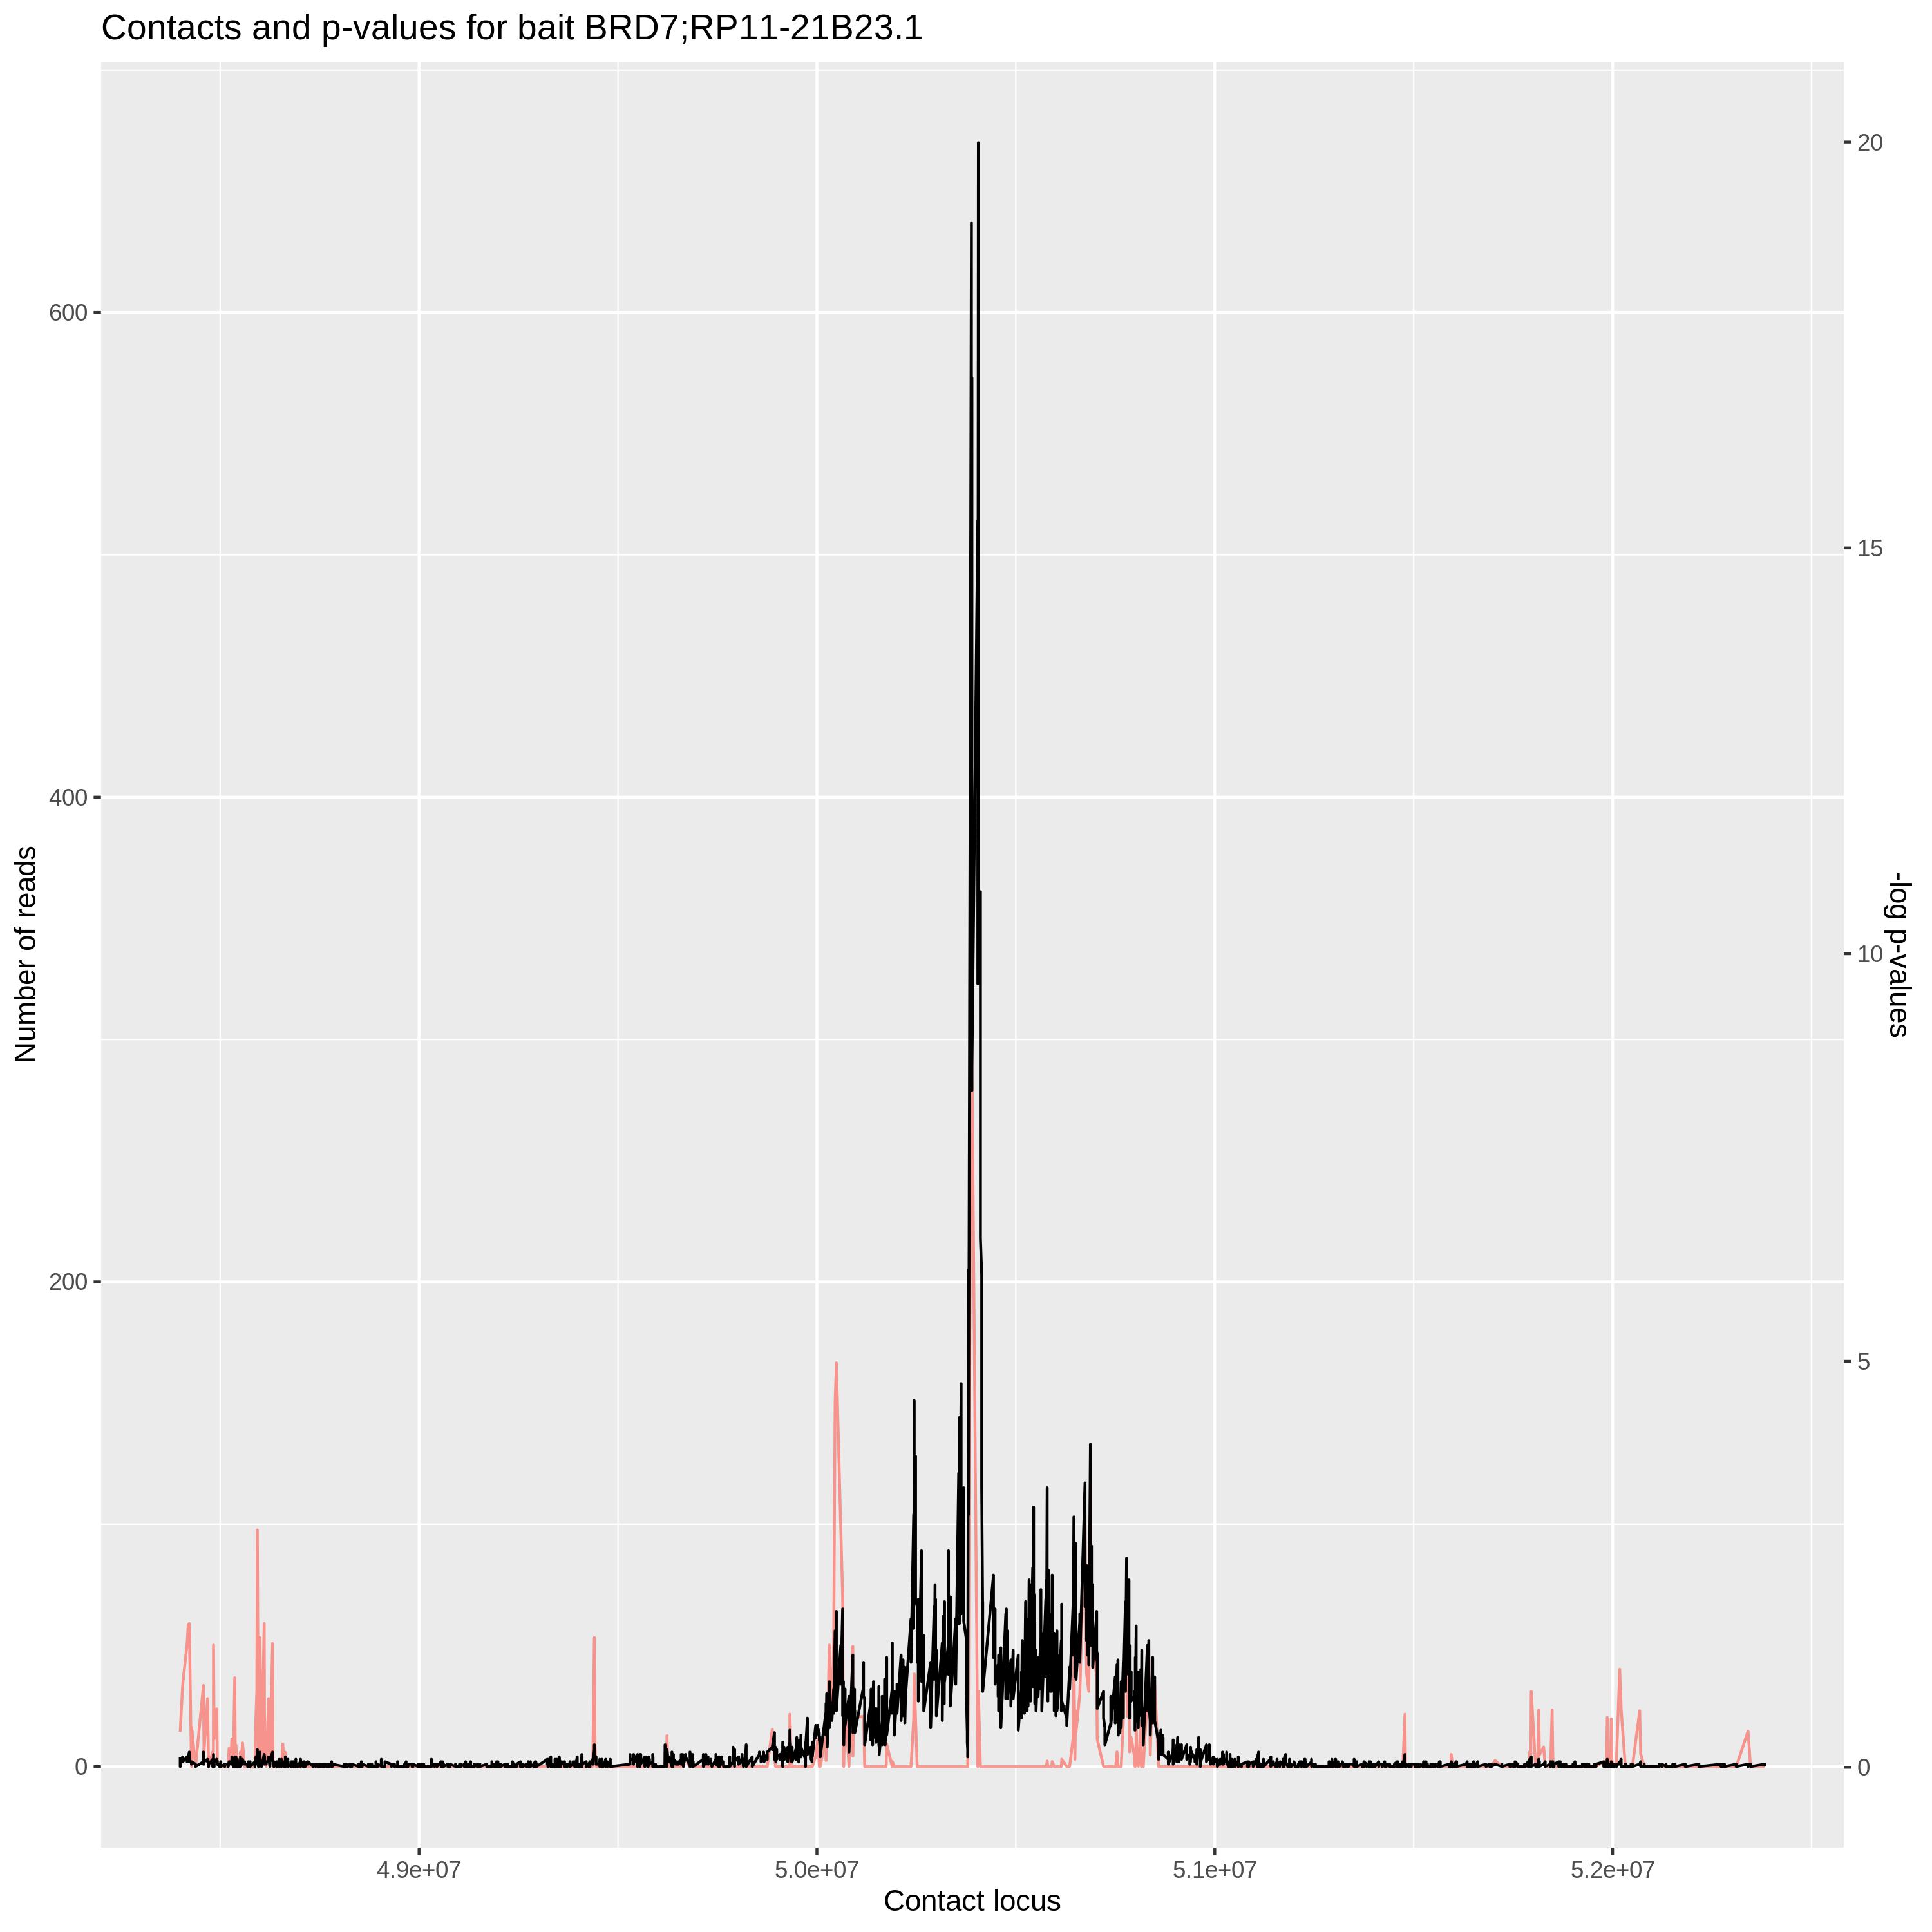 Contacts and p-values for bait BRD7;RP11-21B23.1
600
400
200
0
Number of reads
20
15
10
5
0
-log p-values
4.9e+07
5.0e+07
5.1e+07
5.2e+07
Contact locus